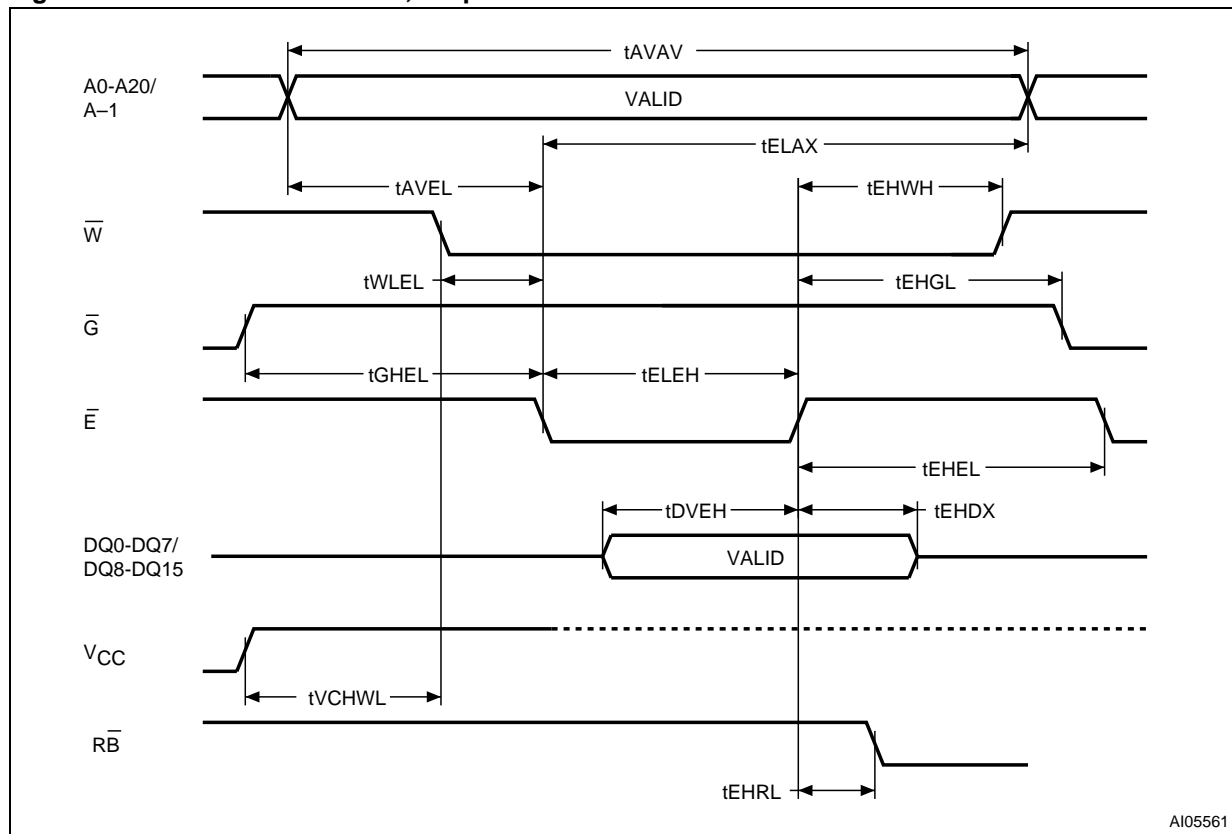 tAVAV
A0-A20/
A–1
VALID
tELAX
tAVEL
tEHWH
W̅
tWLEL
tEHGL
G̅
tGHEL
tELEH
E̅
tEHEL
tDVEH
tEHDX
DQ0-DQ7/
DQ8-DQ15
VALID
VCC
tVCHWL
RB̅
tEHRL
AI05561